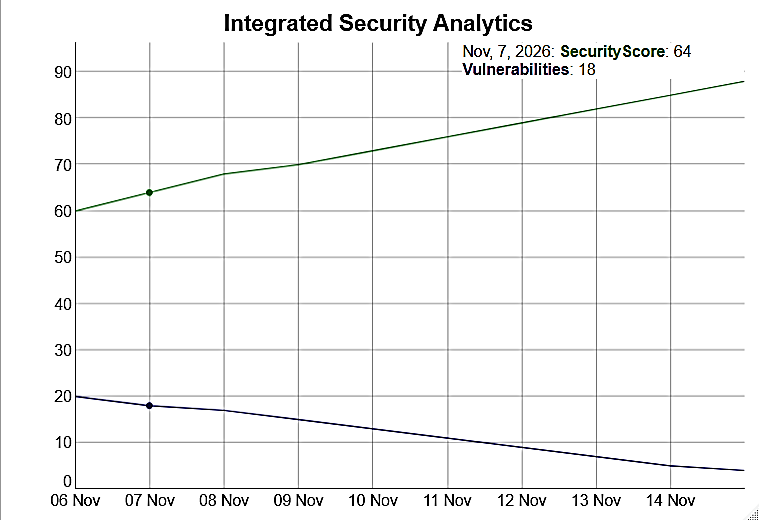 Integrated Security Analytics
Nov, 7, 2026: SecurityScore: 64
Vulnerabilities: 18
90
80
70
60
50
40
30
20
10
0
06 Nov 07 Nov 08 Nov 09 Nov 10 Nov 11 Nov 12 Nov 13 Nov 14 Nov